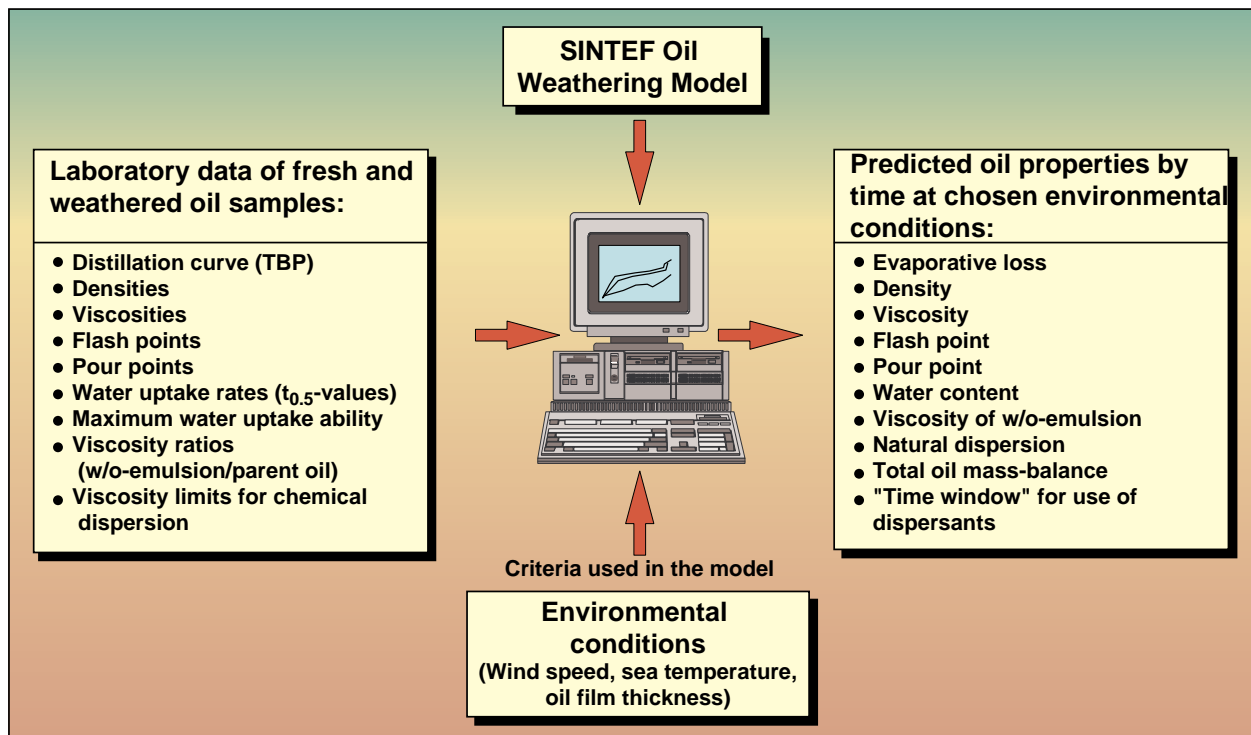 SINTEF Oil
Weathering Model
Laboratory data of fresh and
weathered oil samples:
• Distillation curve (TBP)
• Densities
• Viscosities
• Flash points
• Pour points
• Water uptake rates (t0.5-values)
• Maximum water uptake ability
• Viscosity ratios
(w/o-emulsion/parent oil)
• Viscosity limits for chemical
dispersion
Predicted oil properties by
time at chosen environmental
conditions:
• Evaporative loss
• Density
• Viscosity
• Flash point
• Pour point
• Water content
• Viscosity of w/o-emulsion
• Natural dispersion
• Total oil mass-balance
• "Time window" for use of
dispersants
Criteria used in the model
Environmental
conditions
(Wind speed, sea temperature,
oil film thickness)